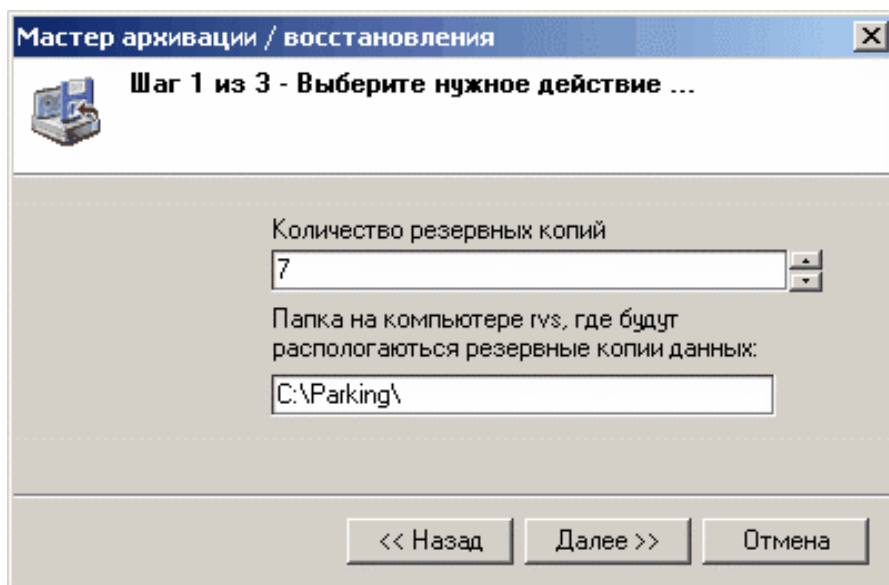 Мастер архивации / восстановления
Шаг 1 из 3 - Выберите нужное действие ...
Количество резервных копий
7
Папка на компьютере rvs, где будут
распологаються резервные копии данных:
C:\Parking\
<< Назад
Далее >>
Отмена